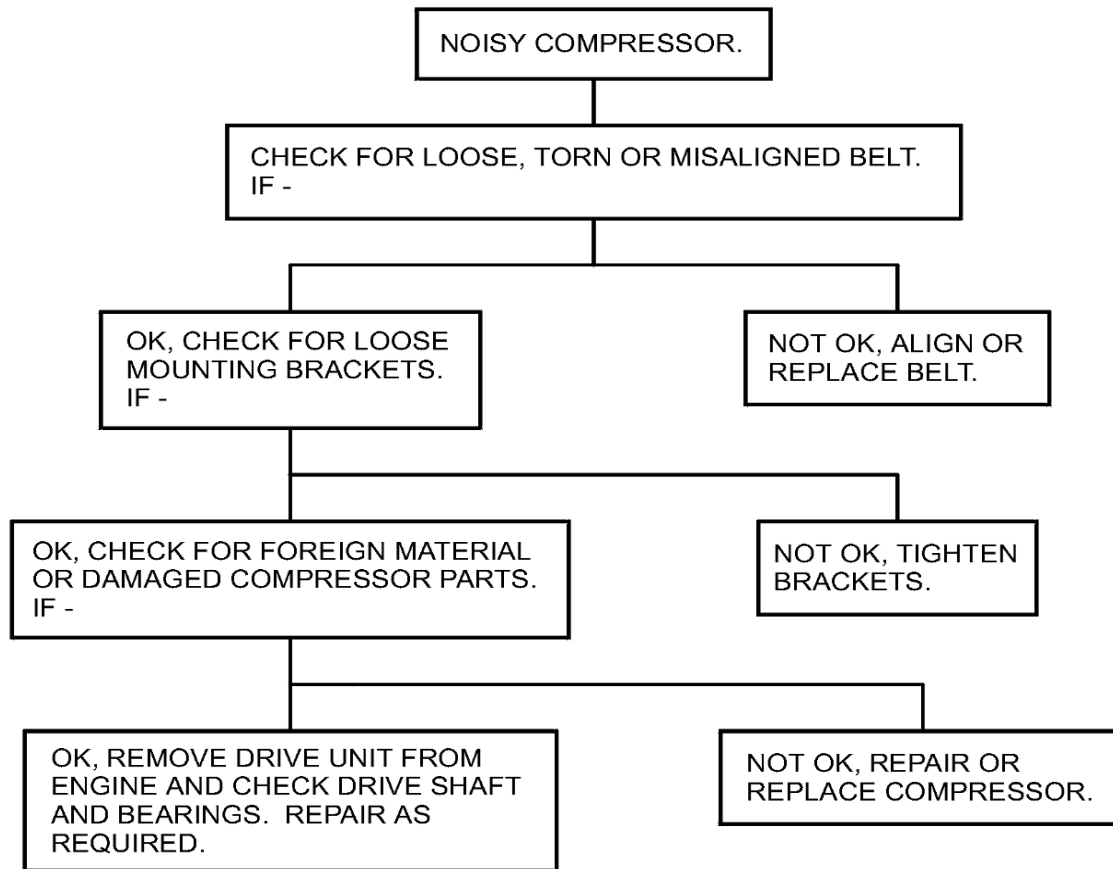 NOISY COMPRESSOR.
CHECK FOR LOOSE, TORN OR MISALIGNED BELT.
IF -
OK, CHECK FOR LOOSE
MOUNTING BRACKETS.
IF -
NOT OK, ALIGN OR
REPLACE BELT.
OK, CHECK FOR FOREIGN MATERIAL
OR DAMAGED COMPRESSOR PARTS.
IF -
NOT OK, TIGHTEN
BRACKETS.
OK, REMOVE DRIVE UNIT FROM
ENGINE AND CHECK DRIVE SHAFT
AND BEARINGS.  REPAIR AS
REQUIRED.
NOT OK, REPAIR OR
REPLACE COMPRESSOR.